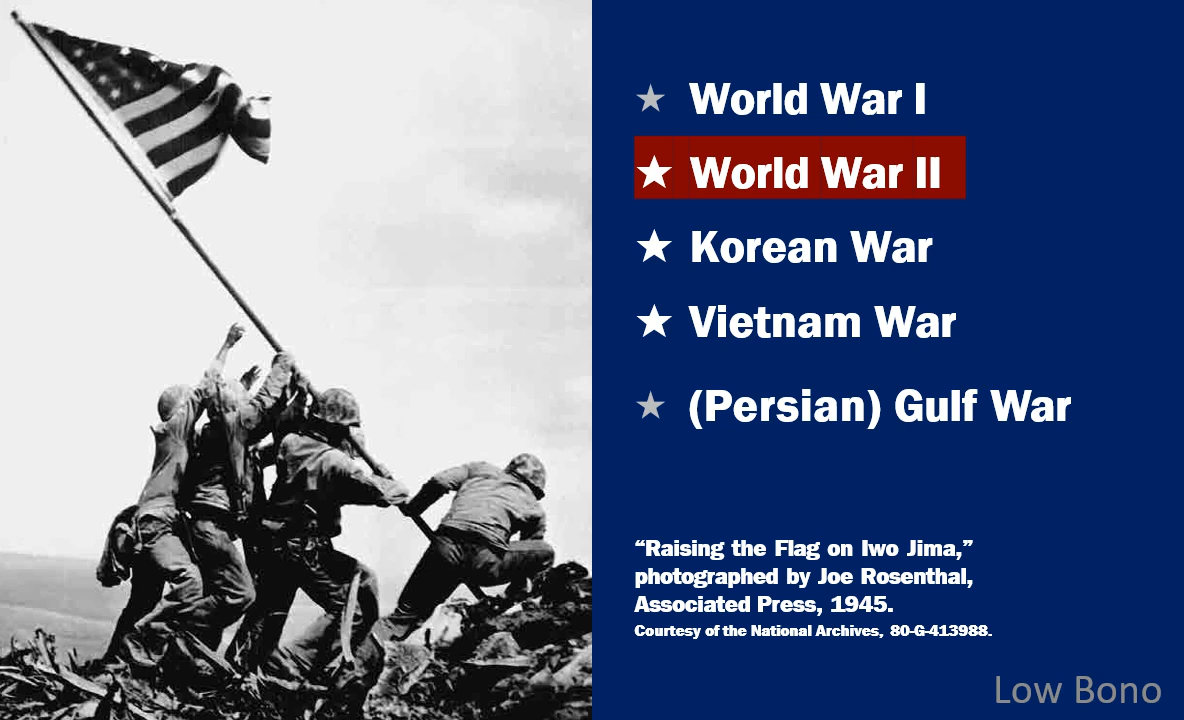 World War I
World War II
Korean War
Vietnam War
(Persian) Gulf War
“Raising the Flag on Iwo Jima,”
photographed by Joe Rosenthal,
Associated Press, 1945.
Courtesy of the National Archives, 80-G-413988.
Low Bono